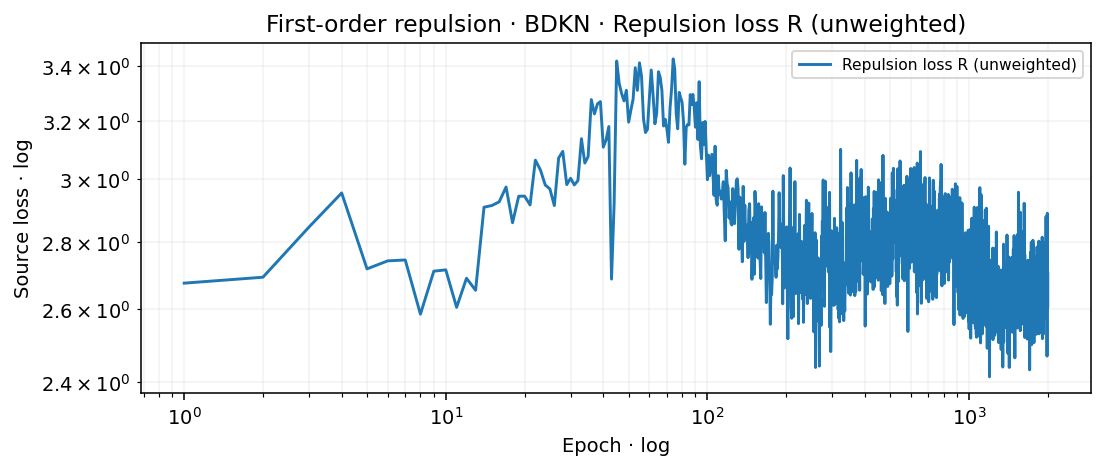 First-order repulsion · BDKN · Repulsion loss R (unweighted)
Repulsion loss R (unweighted)
Source loss · log
3.4 × 10⁰
3.2 × 10⁰
3 × 10⁰
2.8 × 10⁰
2.6 × 10⁰
2.4 × 10⁰
10⁰ 10¹ 10² 10³
Epoch · log